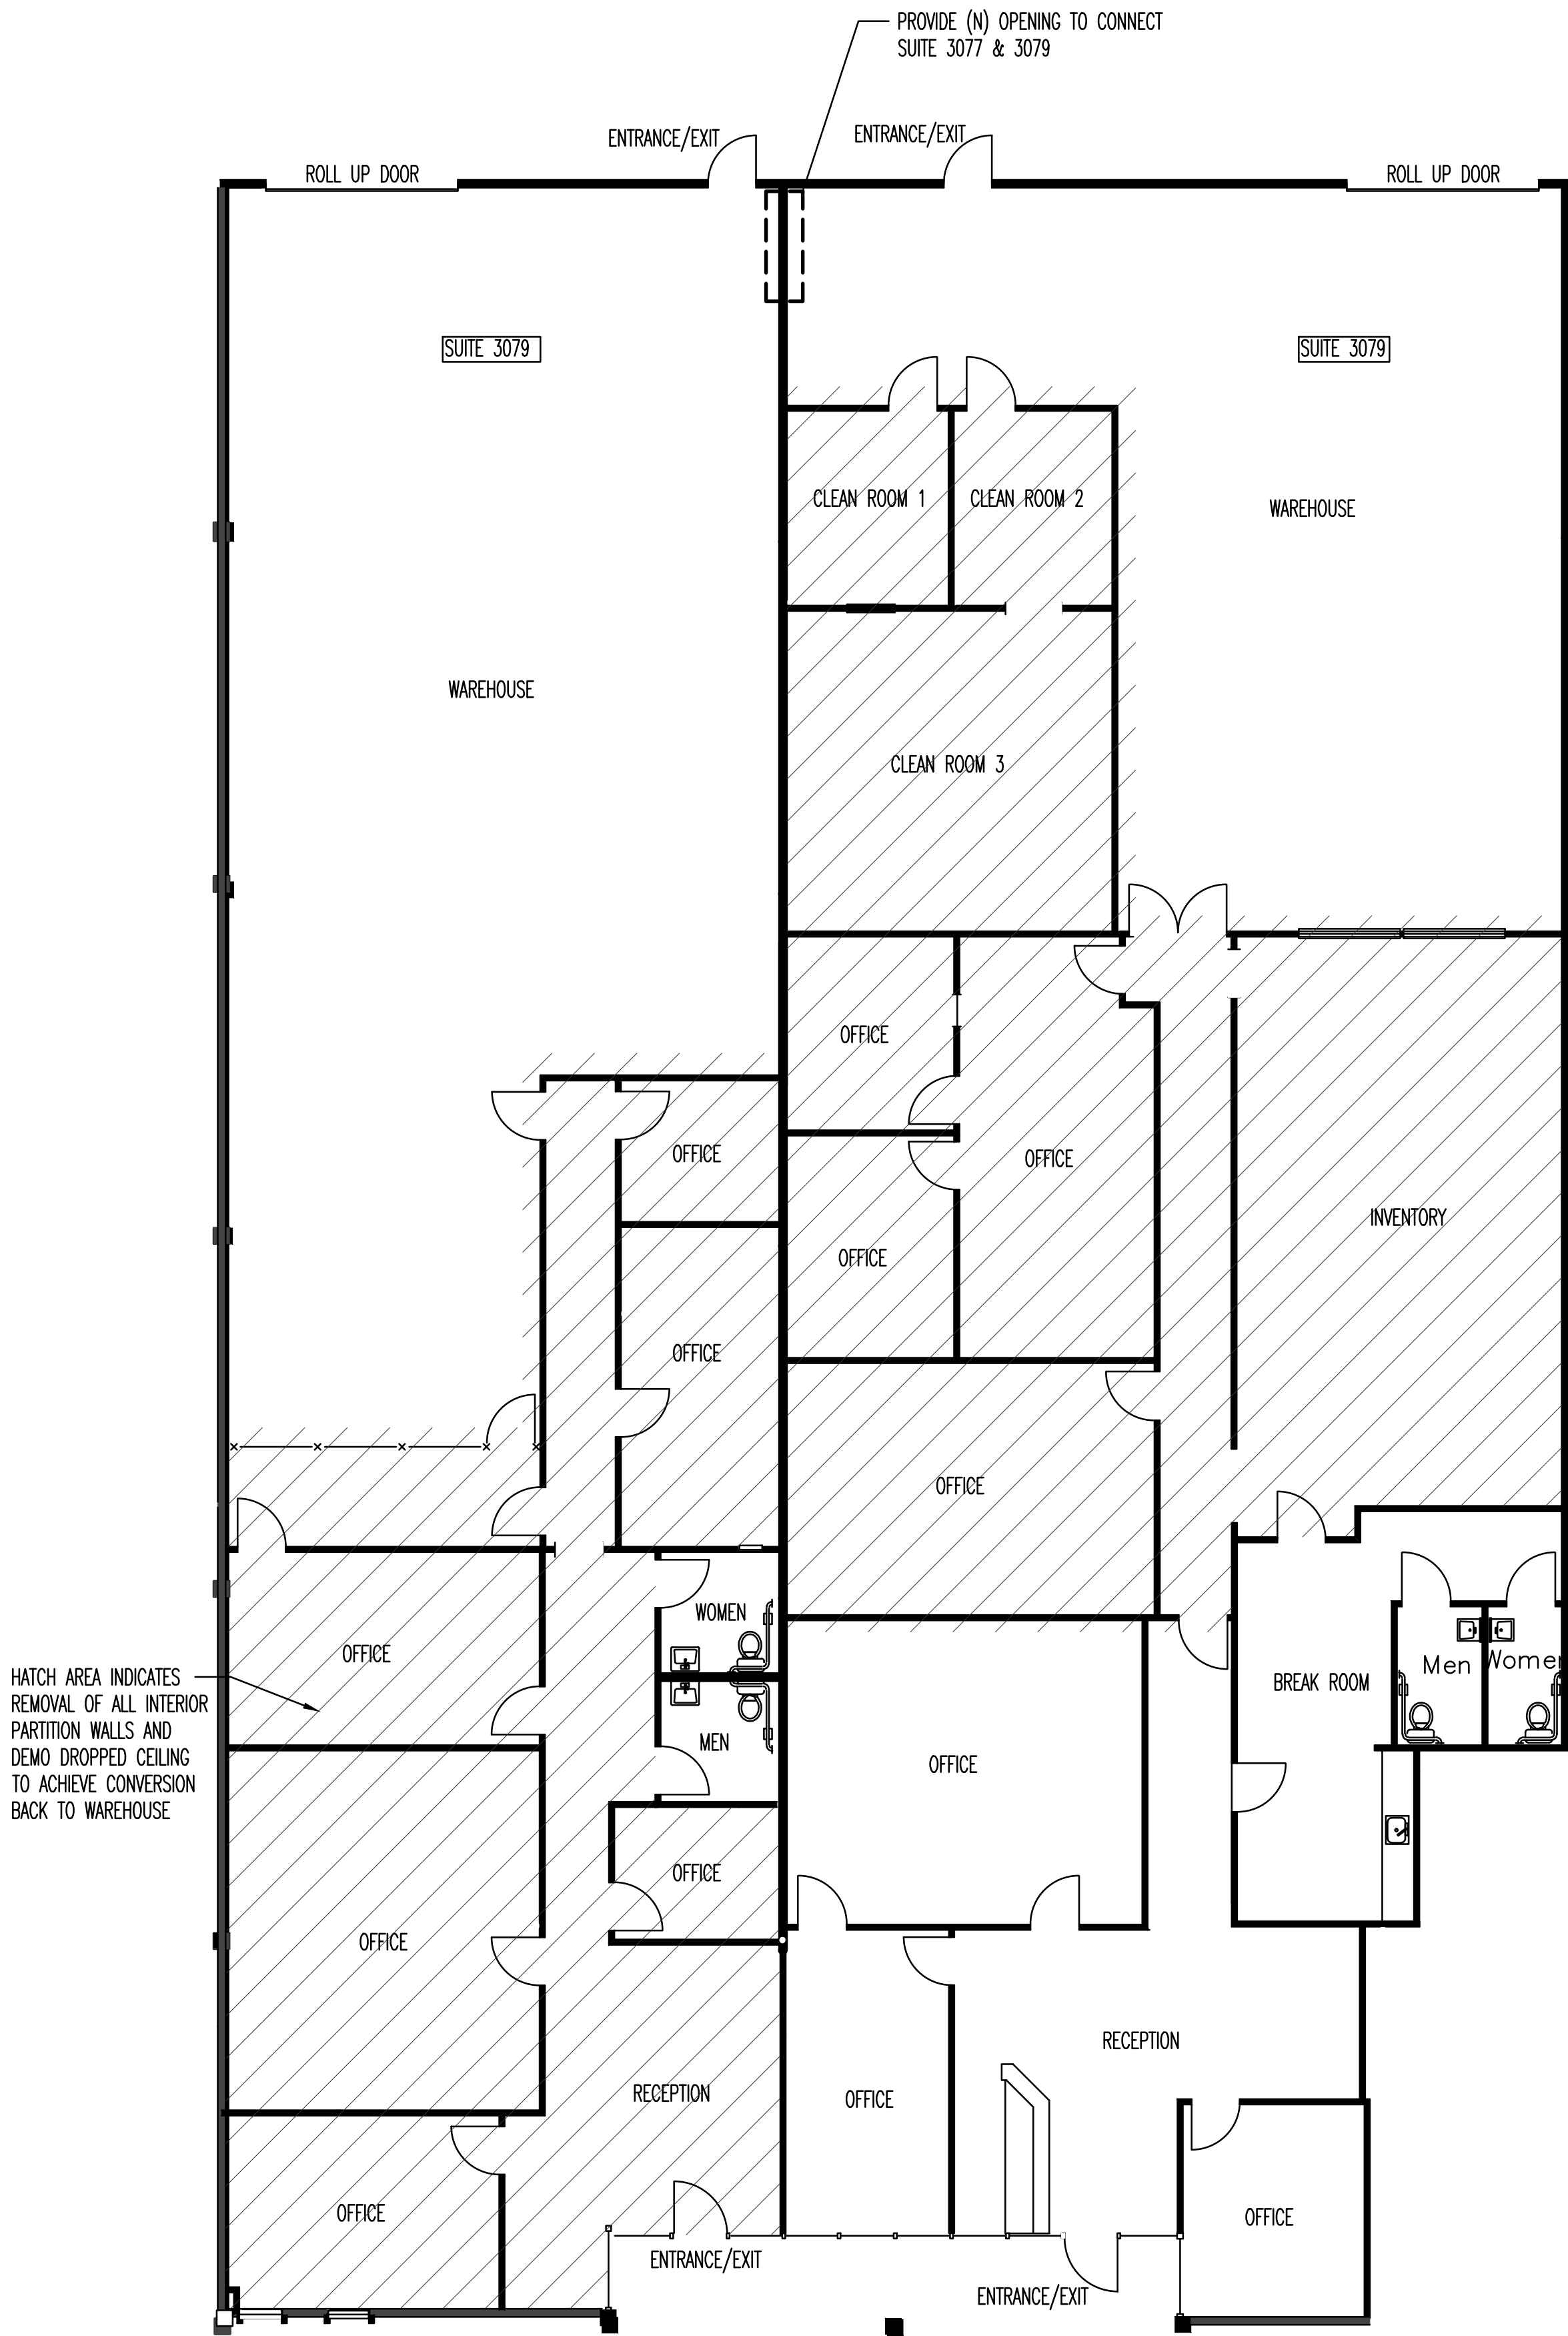 PROVIDE (N) OPENING TO CONNECT
SUITE 3077 & 3079
ENTRANCE/EXIT
ENTRANCE/EXIT
ROLL UP DOOR
ROLL UP DOOR
SUITE 3079
SUITE 3079
CLEAN ROOM 1
CLEAN ROOM 2
WAREHOUSE
WAREHOUSE
CLEAN ROOM 3
OFFICE
OFFICE
OFFICE
INVENTORY
OFFICE
OFFICE
OFFICE
WOMEN
OFFICE
HATCH AREA INDICATES
REMOVAL OF ALL INTERIOR
PARTITION WALLS AND
DEMO DROPPED CEILING
TO ACHIEVE CONVERSION
BACK TO WAREHOUSE
BREAK ROOM
Men
Women
MEN
OFFICE
OFFICE
OFFICE
RECEPTION
RECEPTION
OFFICE
OFFICE
OFFICE
ENTRANCE/EXIT
ENTRANCE/EXIT